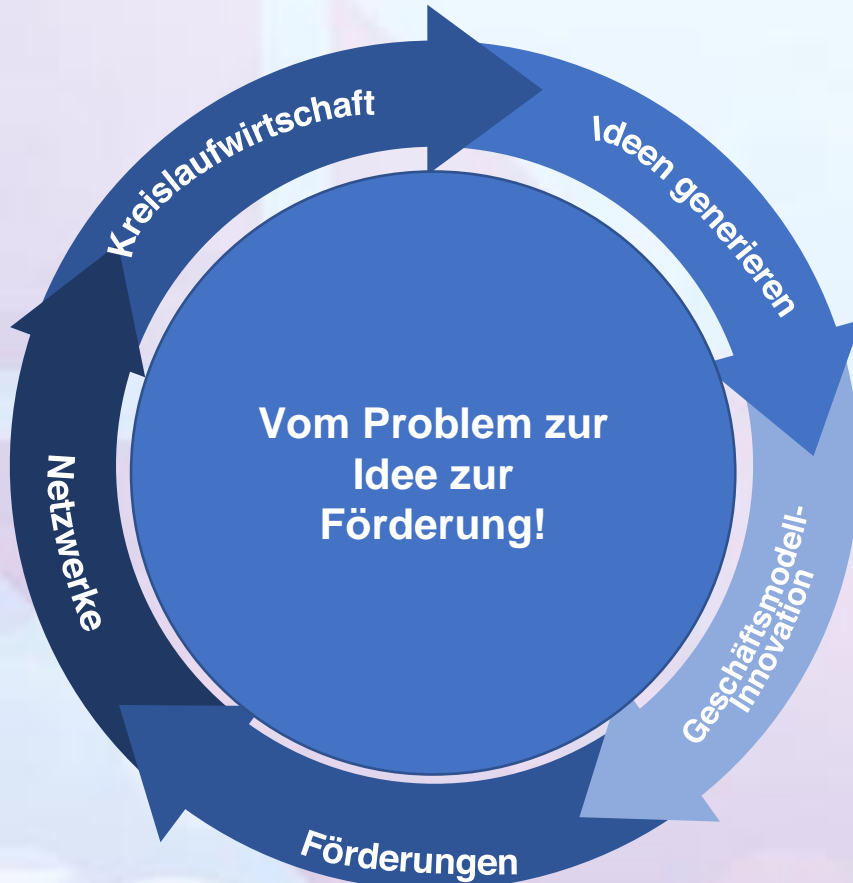 Kreislaufwirtschaft
Ideen generieren
Geschäftsmodell-
Innovation
Förderungen
Netzwerke
Vom Problem zur
Idee zur
Förderung!